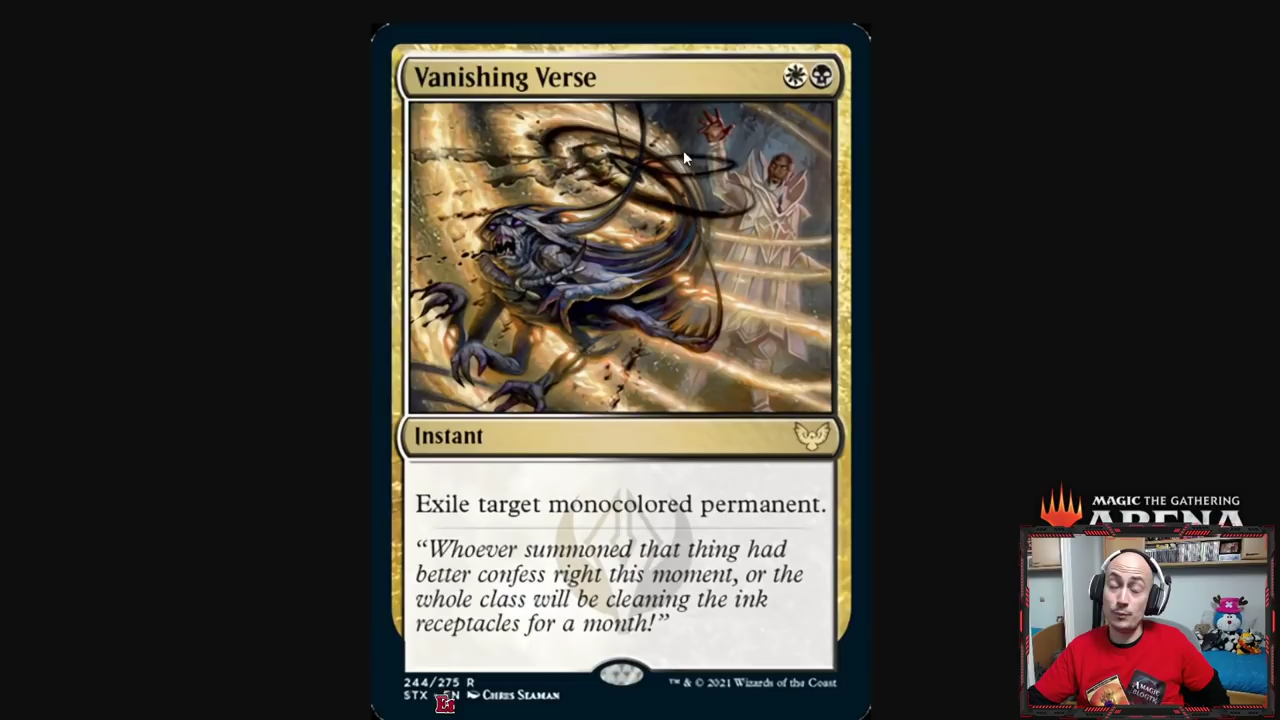 Vanishing Verse
Instant
Exile target monocolored permanent.
“Whoever summoned that thing had
better confess right this moment, or the
whole class will be cleaning the ink
receptacles for a month!”
244/275 R
STX EN Chris Seaman
™ & © 2021 Wizards of the Coast
MAGIC THE GATHERING
ARENA